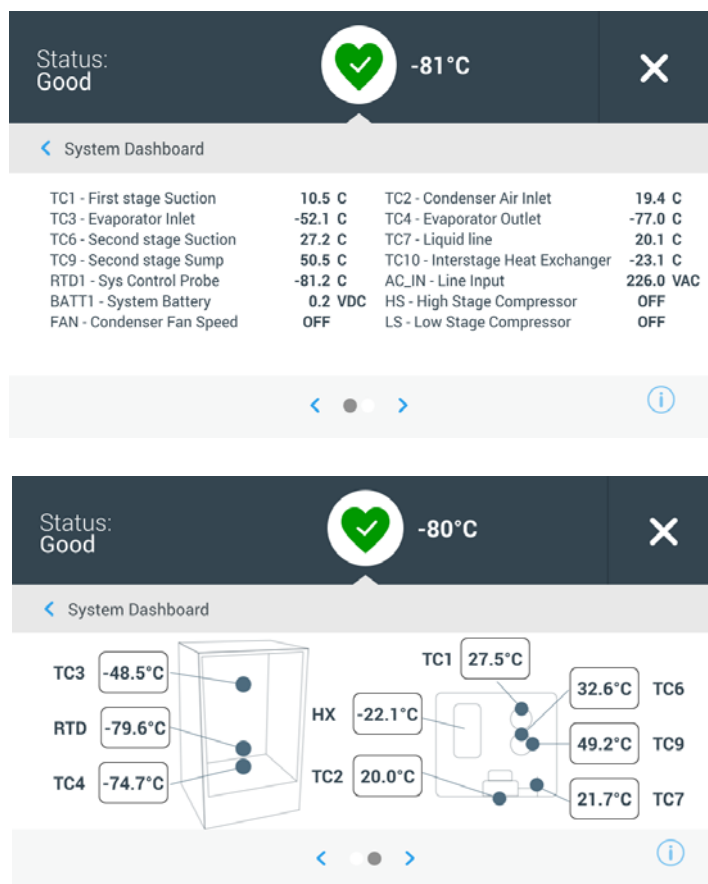 Status:
Good
-81°C
System Dashboard
TC1 - First stage Suction 10.5 C TC2 - Condenser Air Inlet 19.4 C
TC3 - Evaporator Inlet -52.1 C TC4 - Evaporator Outlet -77.0 C
TC6 - Second stage Suction 27.2 C TC7 - Liquid line 20.1 C
TC9 - Second stage Sump 50.5 C TC10 - Interstage Heat Exchanger -23.1 C
RTD1 - Sys Control Probe -81.2 C AC_IN - Line Input 226.0 VAC
BATT1 - System Battery 0.2 VDC HS - High Stage Compressor OFF
FAN - Condenser Fan Speed OFF LS - Low Stage Compressor OFF
i
Status:
Good
-80°C
System Dashboard
TC3 -48.5°C
RTD -79.6°C
TC4 -74.7°C
TC1 27.5°C
32.6°C TC6
HX -22.1°C
49.2°C TC9
TC2 20.0°C
21.7°C TC7
i